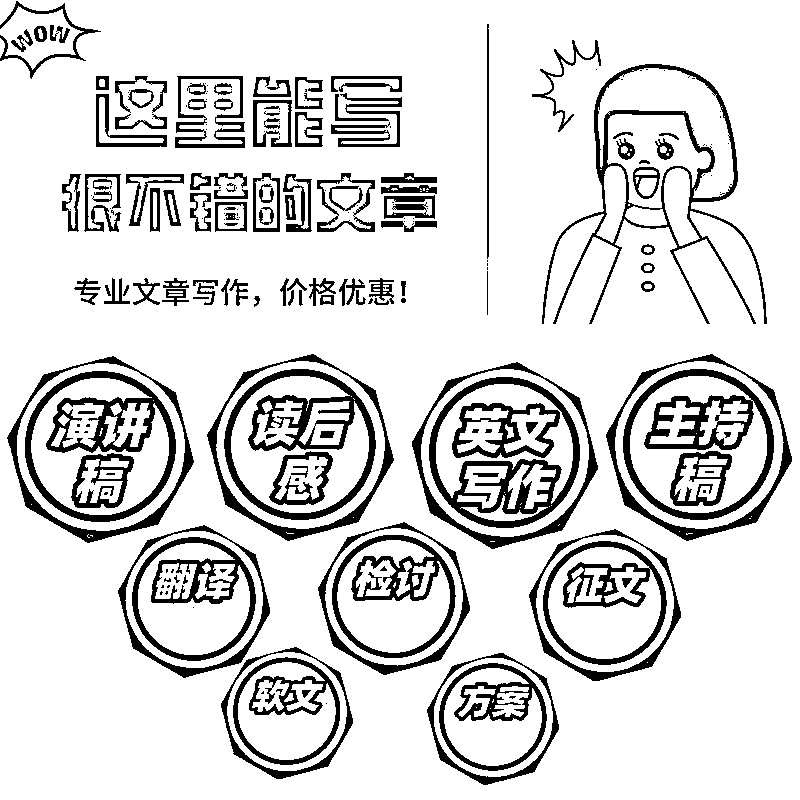 WOW
这里能写
很不错的文章
专业文章写作，价格优惠！
演讲
稿
读后
感
英文
写作
主持
稿
翻译
检讨
征文
软文
方案